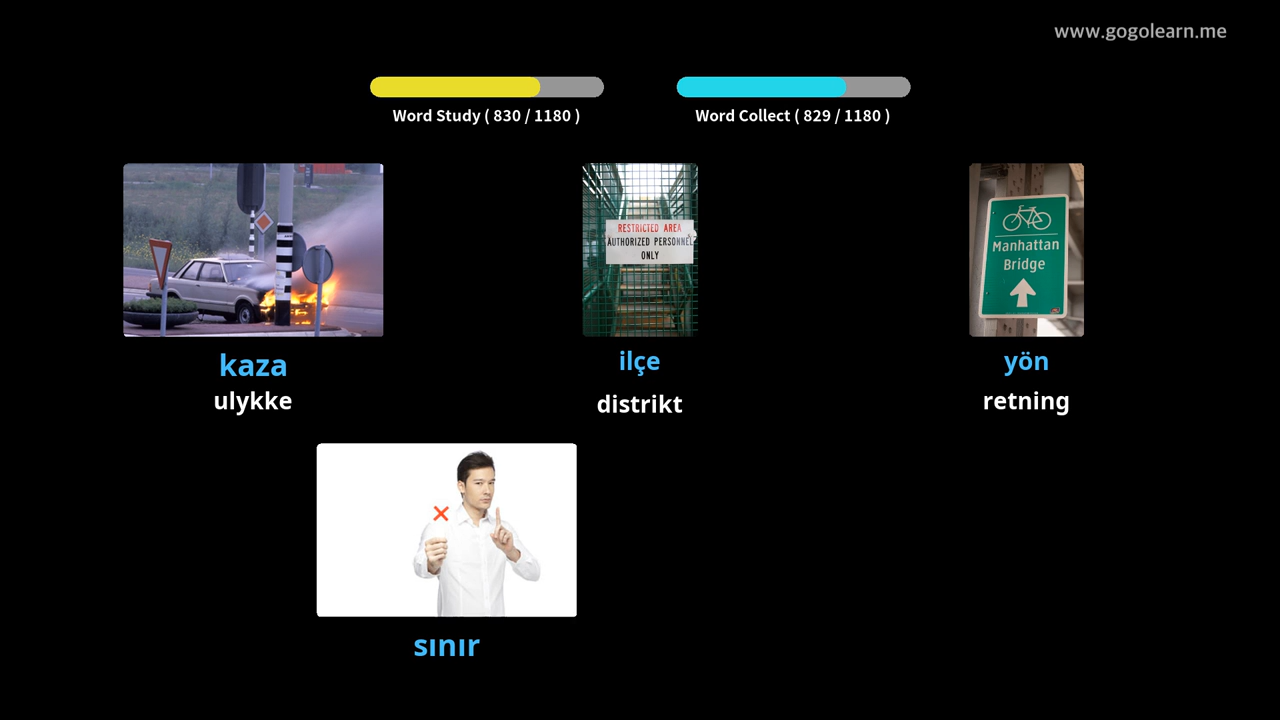 www.gogolearn.me
Word Study ( 830 / 1180 )
Word Collect ( 829 / 1180 )
RESTRICTED AREA
AUTHORIZED PERSONNEL
ONLY
Manhattan
Bridge
kaza
ulykke
ilçe
distrikt
yön
retning
sınır